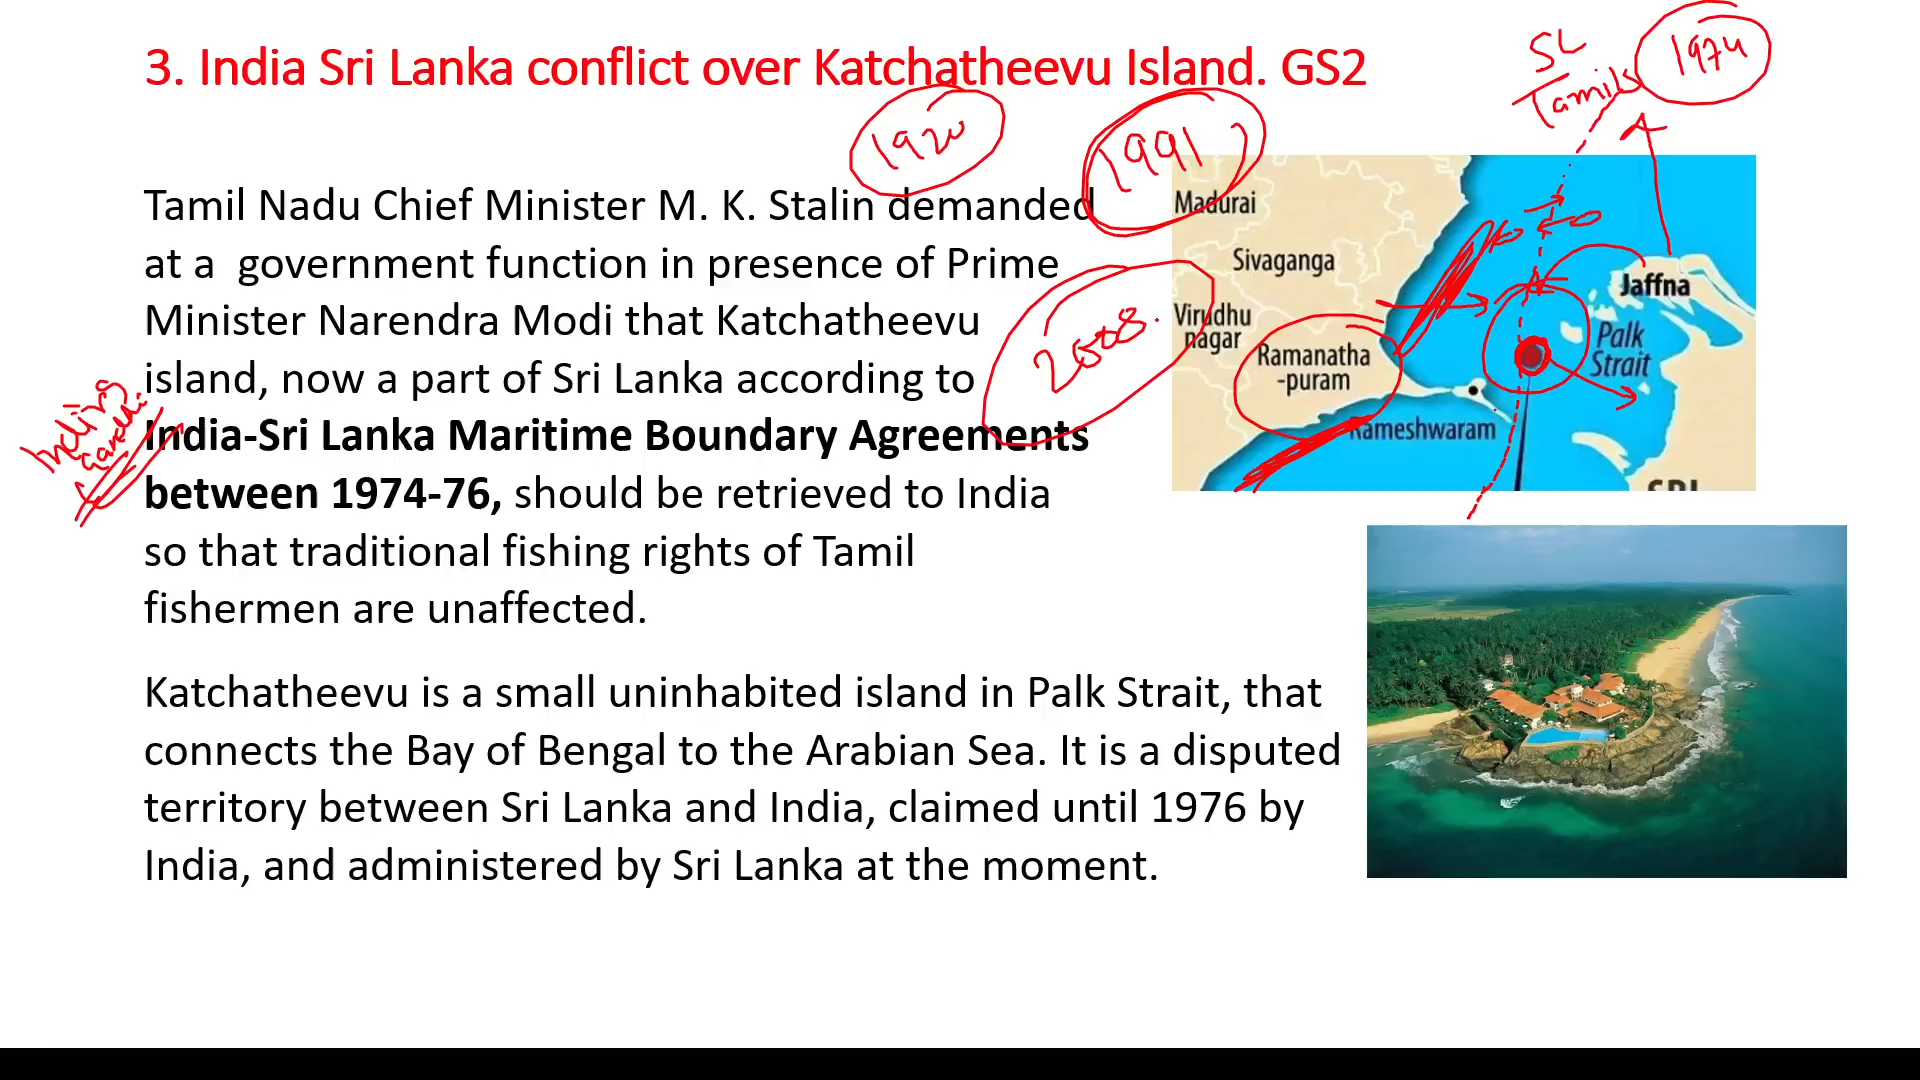 3. India Sri Lanka conflict over Katchatheevu Island. GS2
SL
Tamils
1974
1920
1991
2008.
Indira
Gandhi
Tamil Nadu Chief Minister M. K. Stalin demanded
at a government function in presence of Prime
Minister Narendra Modi that Katchatheevu
island, now a part of Sri Lanka according to
India-Sri Lanka Maritime Boundary Agreements
between 1974-76, should be retrieved to India
so that traditional fishing rights of Tamil
fishermen are unaffected.
Madurai
Sivaganga
Virudhu
nagar
Ramanatha
-puram
Rameshwaram
Jaffna
Palk
Strait
SRI
Katchatheevu is a small uninhabited island in Palk Strait, that
connects the Bay of Bengal to the Arabian Sea. It is a disputed
territory between Sri Lanka and India, claimed until 1976 by
India, and administered by Sri Lanka at the moment.